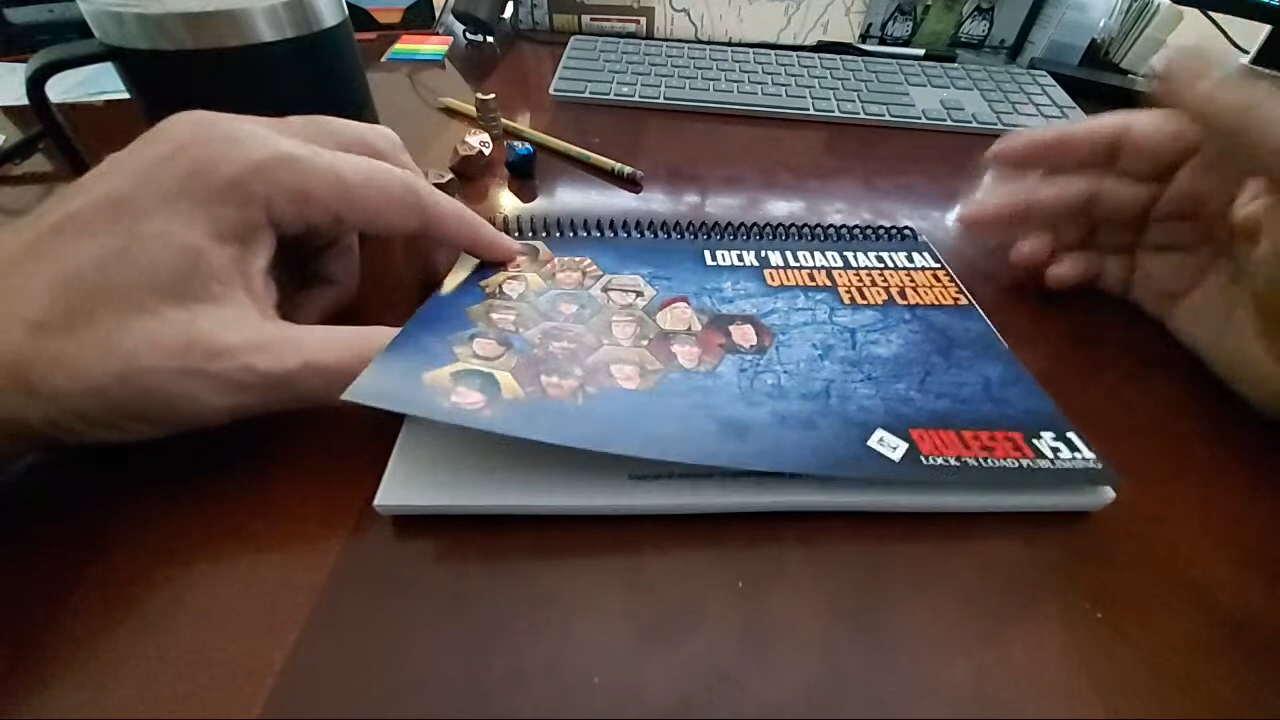 LOCK 'N LOAD TACTICAL
QUICK REFERENCE
FLIP CARDS
RULESET v5.1
LOCK 'N LOAD PUBLISHING